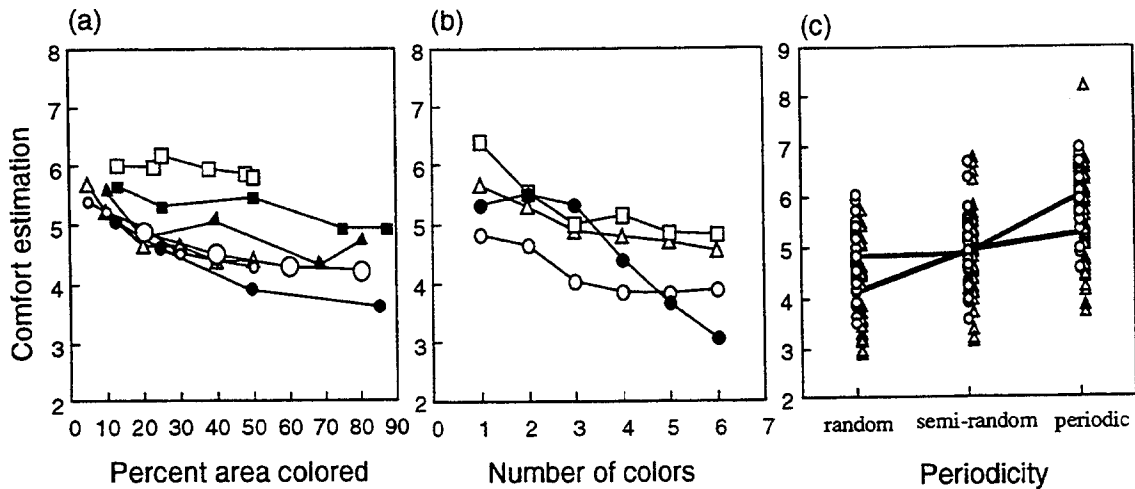 (a)
(b)
(c)
Comfort estimation
8
7
6
5
4
3
2
0 10 20 30 40 50 60 70 80 90
Percent area colored
8
7
6
5
4
3
2
0 1 2 3 4 5 6 7
Number of colors
9
8
7
6
5
4
3
2
random semi-random periodic
Periodicity